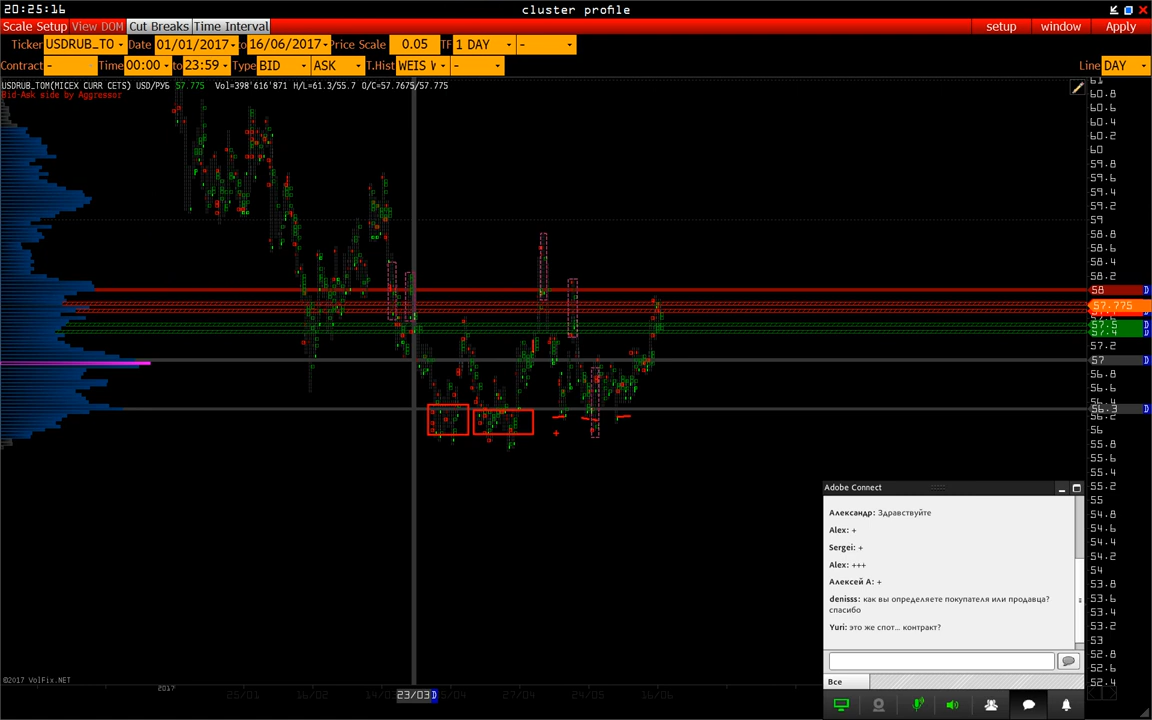 20:25:16
cluster profile
Scale Setup View DOM Cut Breaks Time Interval
setup window Apply
Ticker USDRUB_TO Date 01/01/2017 to 16/06/2017 Price Scale 0.05 TF 1 DAY -
Contract - Time 00:00 to 23:59 Type BID ASK T.Hist WEIS V - Line DAY
USDRUB_TOM(MICEX CURR CETS) USD/РУБ 57.775 Vol=398'616'871 H/L=61.3/55.7 O/C=57.7675/57.775
Bid-Ask side by Aggressor
61
60.8
60.6
60.4
60.2
60
59.8
59.6
59.4
59.2
59
58.8
58.6
58.4
58.2
58 D
57.775
57.5
57.4 D
57.2
57 D
56.8
56.6
56.4
56.3 D
56.2
56
55.8
55.6
55.4
55.2
55
54.8
54.6
54.4
54.2
54
53.8
53.6
53.4
53.2
53
52.8
52.6
52.4
Adobe Connect
Александр: Здравствуйте
Alex: +
Sergei: +
Alex: +++
Алексей А: +
denisss: как вы определяете покупателя или продавца?
спасибо
Yuri: это же спот... контракт?
Все
©2017 VolFix.NET
2017
25/01 16/02 23/03 D 27/04 24/05 16/06